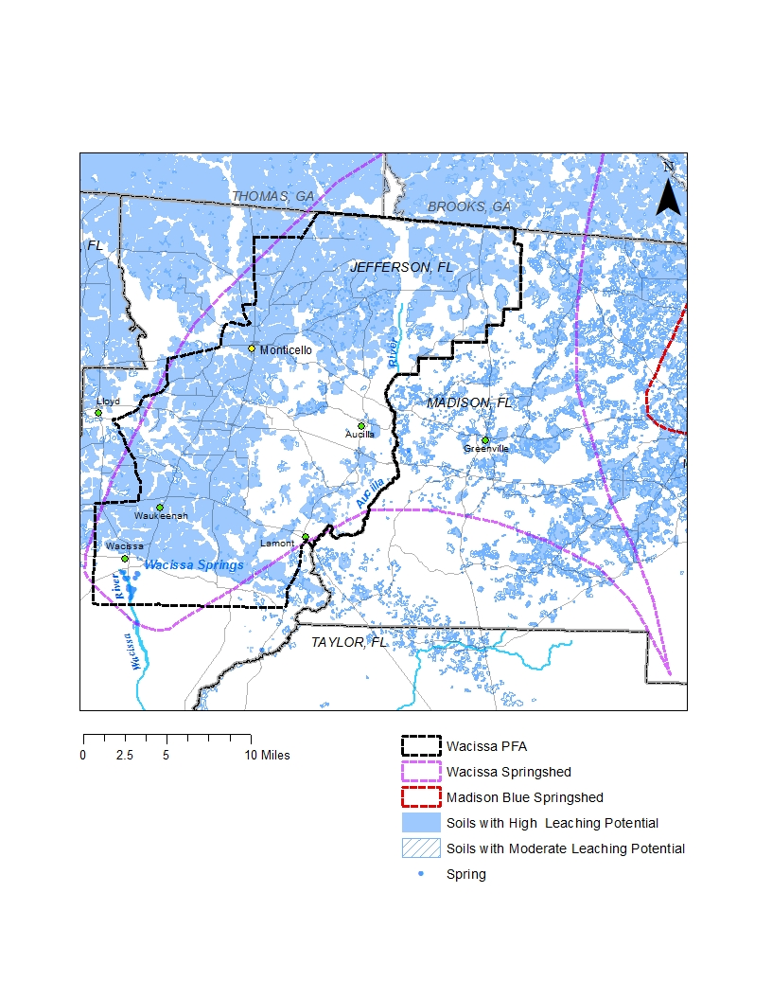 N
THOMAS, GA
BROOKS, GA
FL
JEFFERSON, FL
River
Monticello
Lloyd
MADISON, FL
Aucilla
Greenville
Aucilla
Waukeenah
Lamont
Wacissa
Wacissa Springs
River
Wacissa
TAYLOR, FL
0 2.5 5 10 Miles
Wacissa PFA
Wacissa Springshed
Madison Blue Springshed
Soils with High Leaching Potential
Soils with Moderate Leaching Potential
Spring